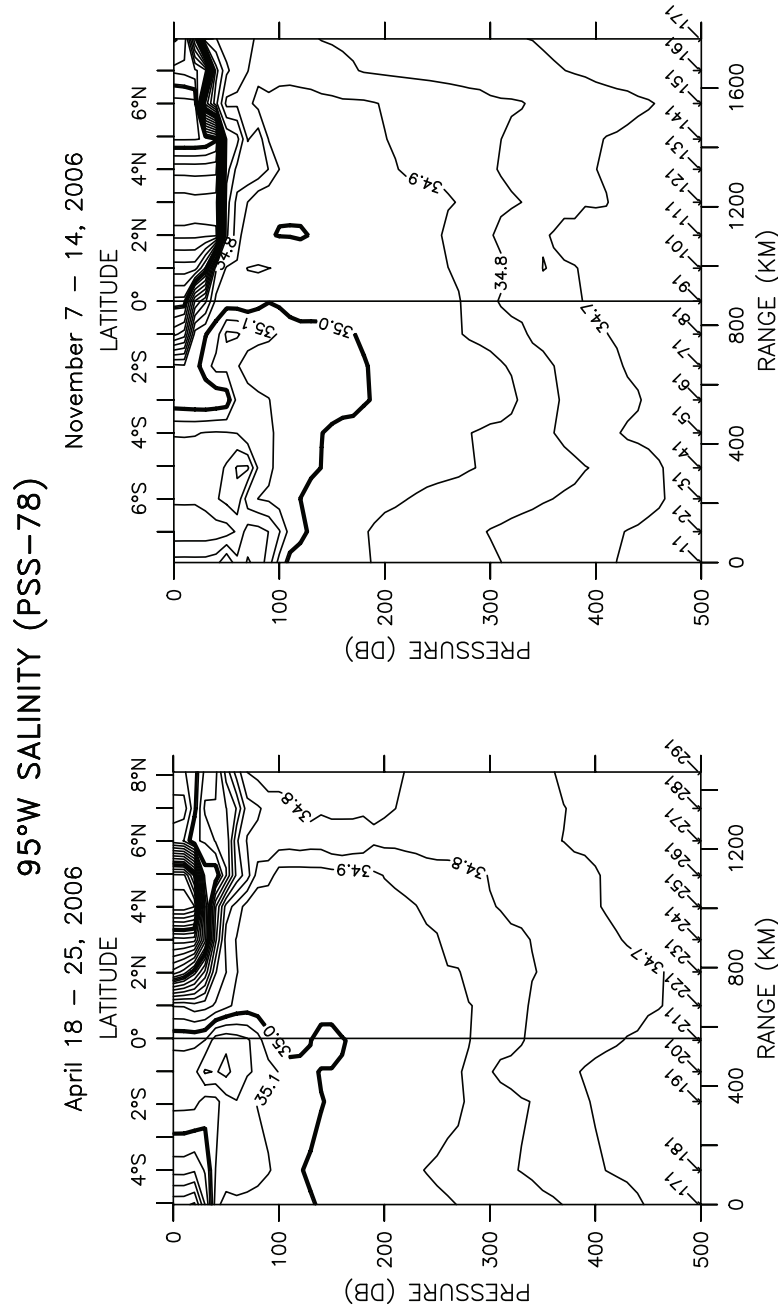 95°W SALINITY (PSS–78)
April 18 – 25, 2006
LATITUDE
4°S 2°S 0° 2°N 4°N 6°N 8°N
0
100
200
300
400
500
PRESSURE (DB)
35.1
35.0
34.9
34.8
34.8
34.7
171 181 191 201 211 221 231 241 251 261 271 281 291
0 400 800 1200
RANGE (KM)
November 7 – 14, 2006
LATITUDE
6°S 4°S 2°S 0° 2°N 4°N 6°N
0
100
200
300
400
500
PRESSURE (DB)
35.1
35.0
34.8
34.9
34.8
34.7
11 21 31 41 51 61 71 81 91 101 111 121 131 141 151 161 171
0 400 800 1200 1600
RANGE (KM)